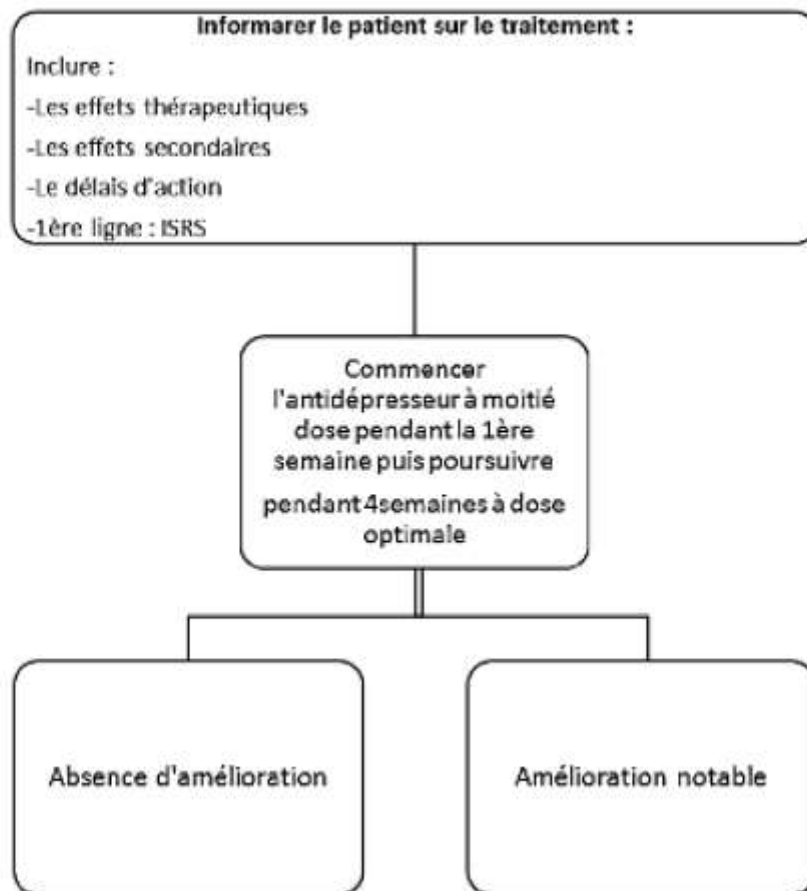 Informarer le patient sur le traitement :
Inclure :
-Les effets thérapeutiques
-Les effets secondaires
-Le délais d'action
-1ère ligne : ISRS
Commencer
l'antidépresseur à moitié
dose pendant la 1ère
semaine puis poursuivre
pendant 4semaines à dose
optimale
Absence d'amélioration
Amélioration notable